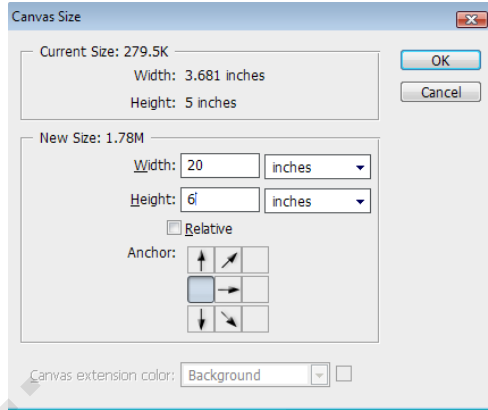 Canvas Size
Current Size: 279.5K
Width: 3.681 inches
Height: 5 inches
OK
Cancel
New Size: 1.78M
Width: 20 inches
Height: 6 inches
Relative
Anchor:
Canvas extension color: Background